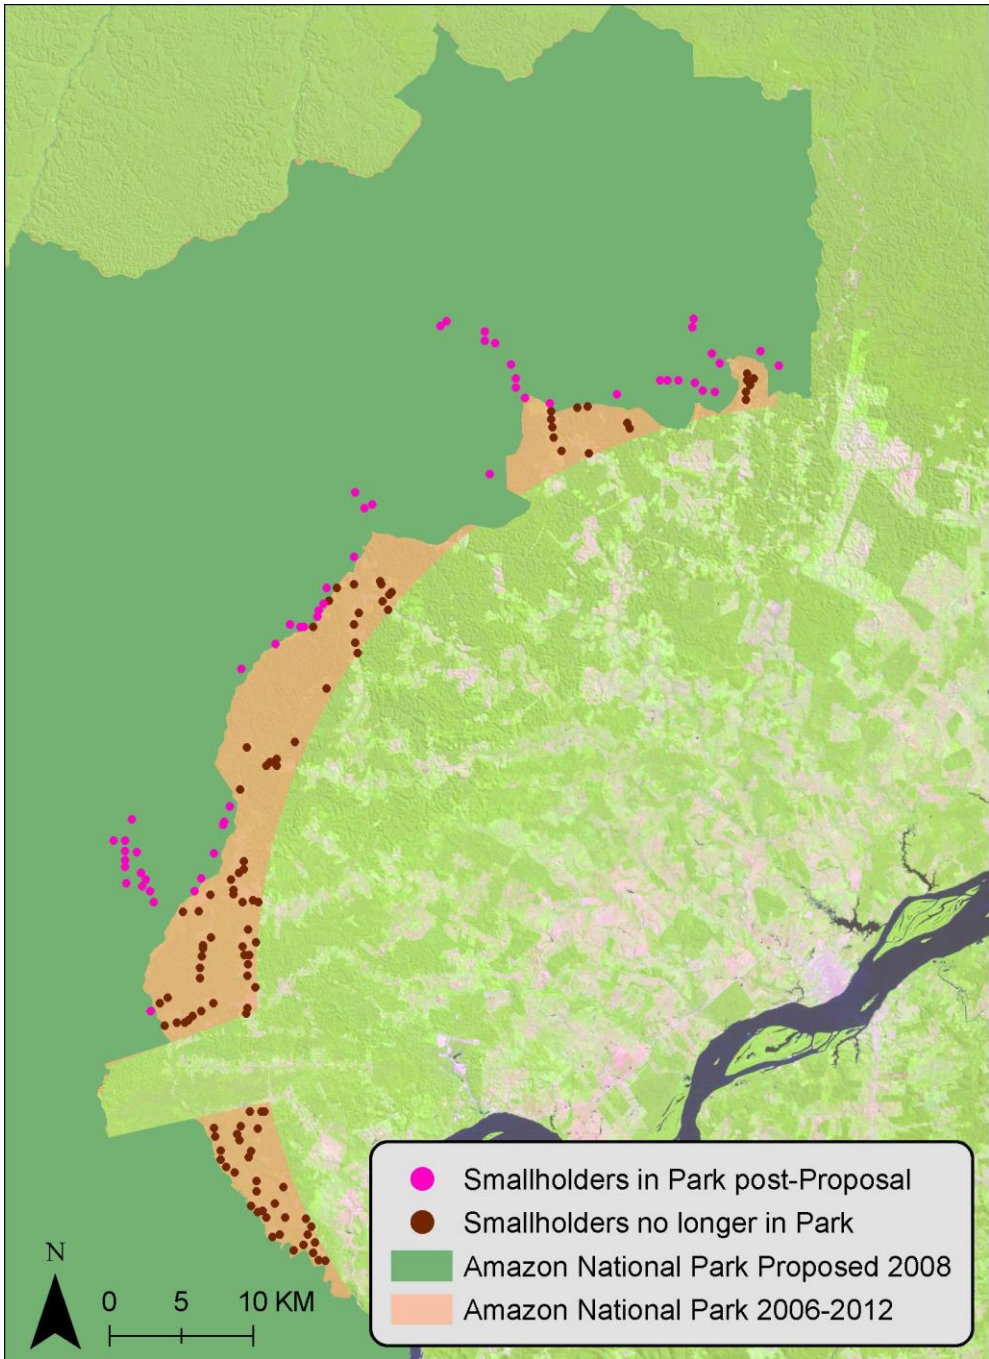 Smallholders in Park post-Proposal
Smallholders no longer in Park
Amazon National Park Proposed 2008
Amazon National Park 2006-2012
N
0 5 10 KM